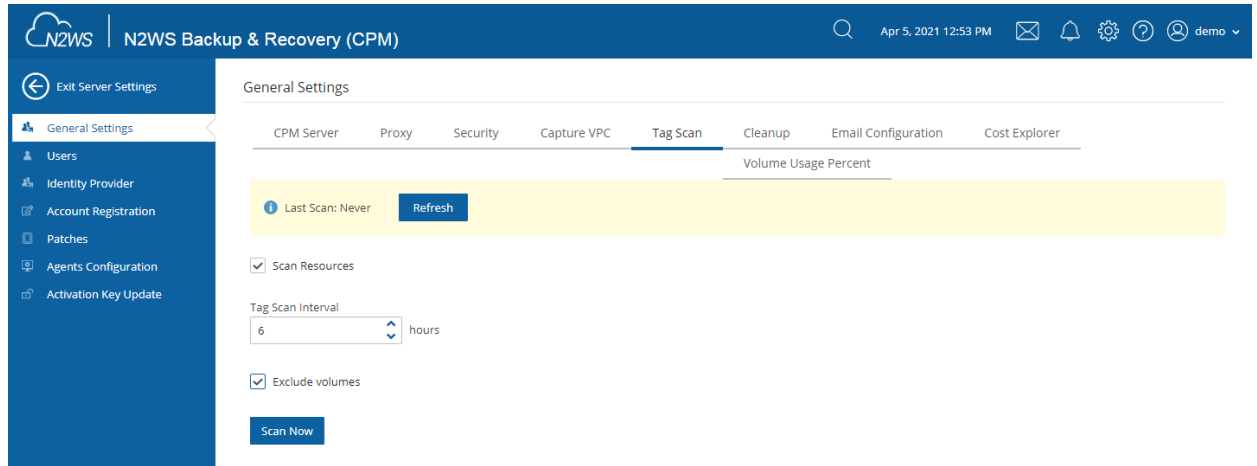 N2WS N2WS Backup & Recovery (CPM) Apr 5, 2021 12:53 PM demo
Exit Server Settings
General Settings
Users
Identity Provider
Account Registration
Patches
Agents Configuration
Activation Key Update
General Settings
CPM Server Proxy Security Capture VPC Tag Scan Cleanup Email Configuration Cost Explorer
Volume Usage Percent
Last Scan: Never Refresh
Scan Resources
Tag Scan Interval
6 hours
Exclude volumes
Scan Now